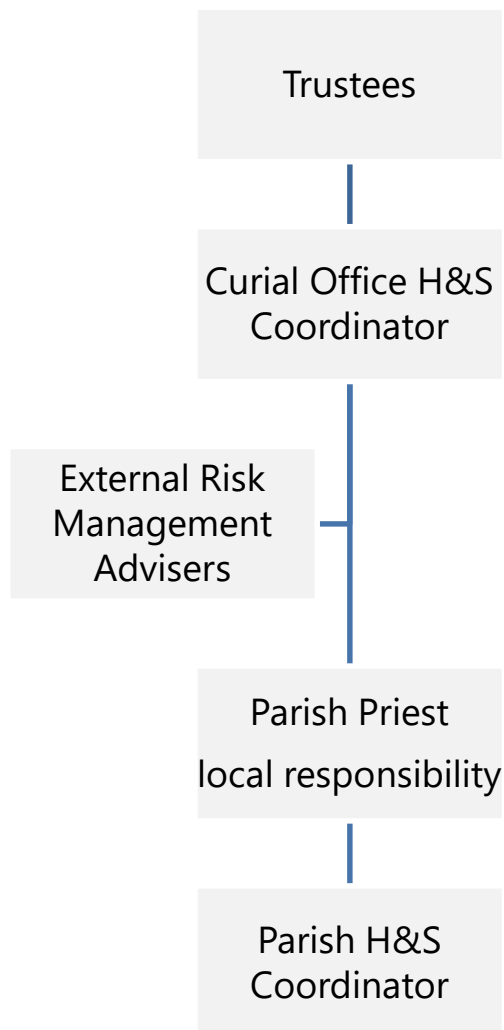 Trustees
Curial Office H&S
Coordinator
External Risk
Management
Advisers
Parish Priest
local responsibility
Parish H&S
Coordinator